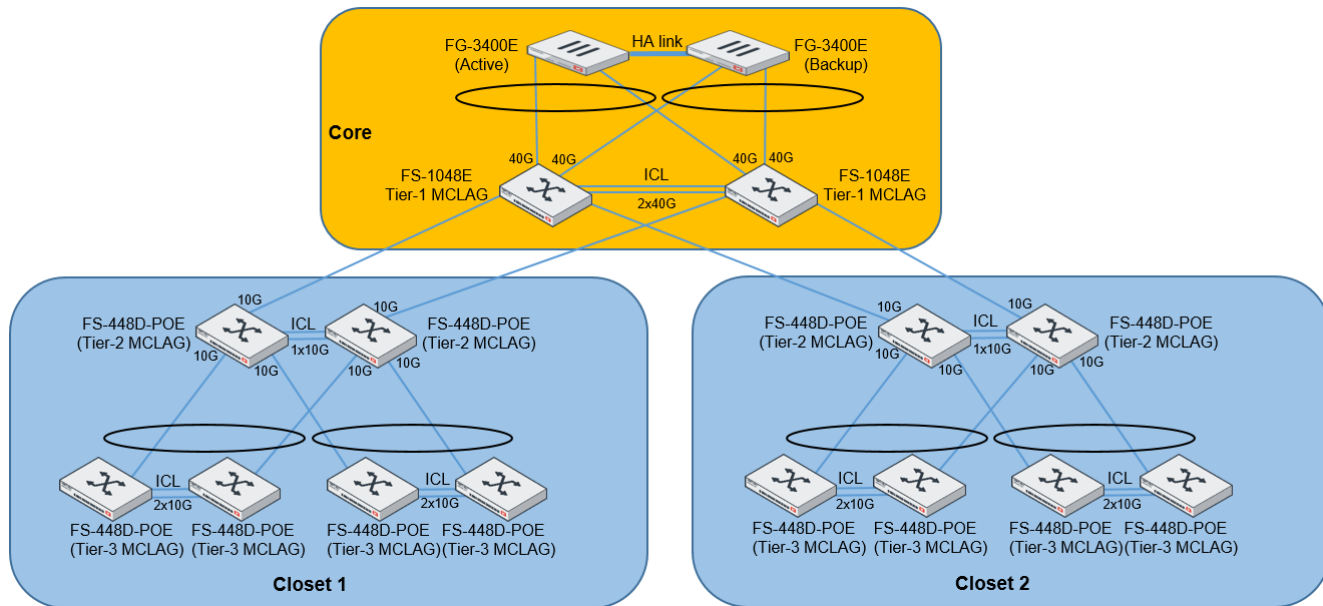 HA link
FG-3400E
(Active)
FG-3400E
(Backup)
Core
40G
40G
40G
40G
FS-1048E
Tier-1 MCLAG
ICL
2x40G
FS-1048E
Tier-1 MCLAG
10G
10G
FS-448D-POE
(Tier-2 MCLAG)
ICL
1x10G
FS-448D-POE
(Tier-2 MCLAG)
10G
10G
10G
10G
ICL
2x10G
ICL
2x10G
FS-448D-POE
(Tier-3 MCLAG)
FS-448D-POE
(Tier-3 MCLAG)
FS-448D-POE
(Tier-3 MCLAG)
FS-448D-POE
(Tier-3 MCLAG)
Closet 1
10G
10G
FS-448D-POE
(Tier-2 MCLAG)
ICL
1x10G
FS-448D-POE
(Tier-2 MCLAG)
10G
10G
10G
10G
ICL
2x10G
ICL
2x10G
FS-448D-POE
(Tier-3 MCLAG)
FS-448D-POE
(Tier-3 MCLAG)
FS-448D-POE
(Tier-3 MCLAG)
FS-448D-POE
(Tier-3 MCLAG)
Closet 2